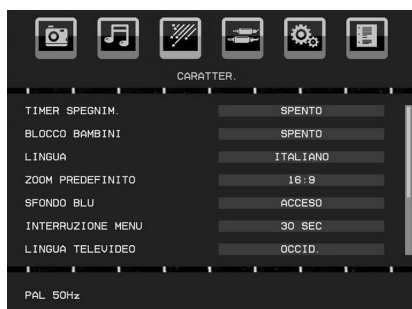 CARATTER.
TIMER SPEGNIM. SPENTO
BLOCCO BAMBINI SPENTO
LINGUA ITALIANO
ZOOM PREDEFINITO 16:9
SFONDO BLU ACCESO
INTERRUZIONE MENU 30 SEC
LINGUA TELEVIDEO OCCID.
PAL 50Hz